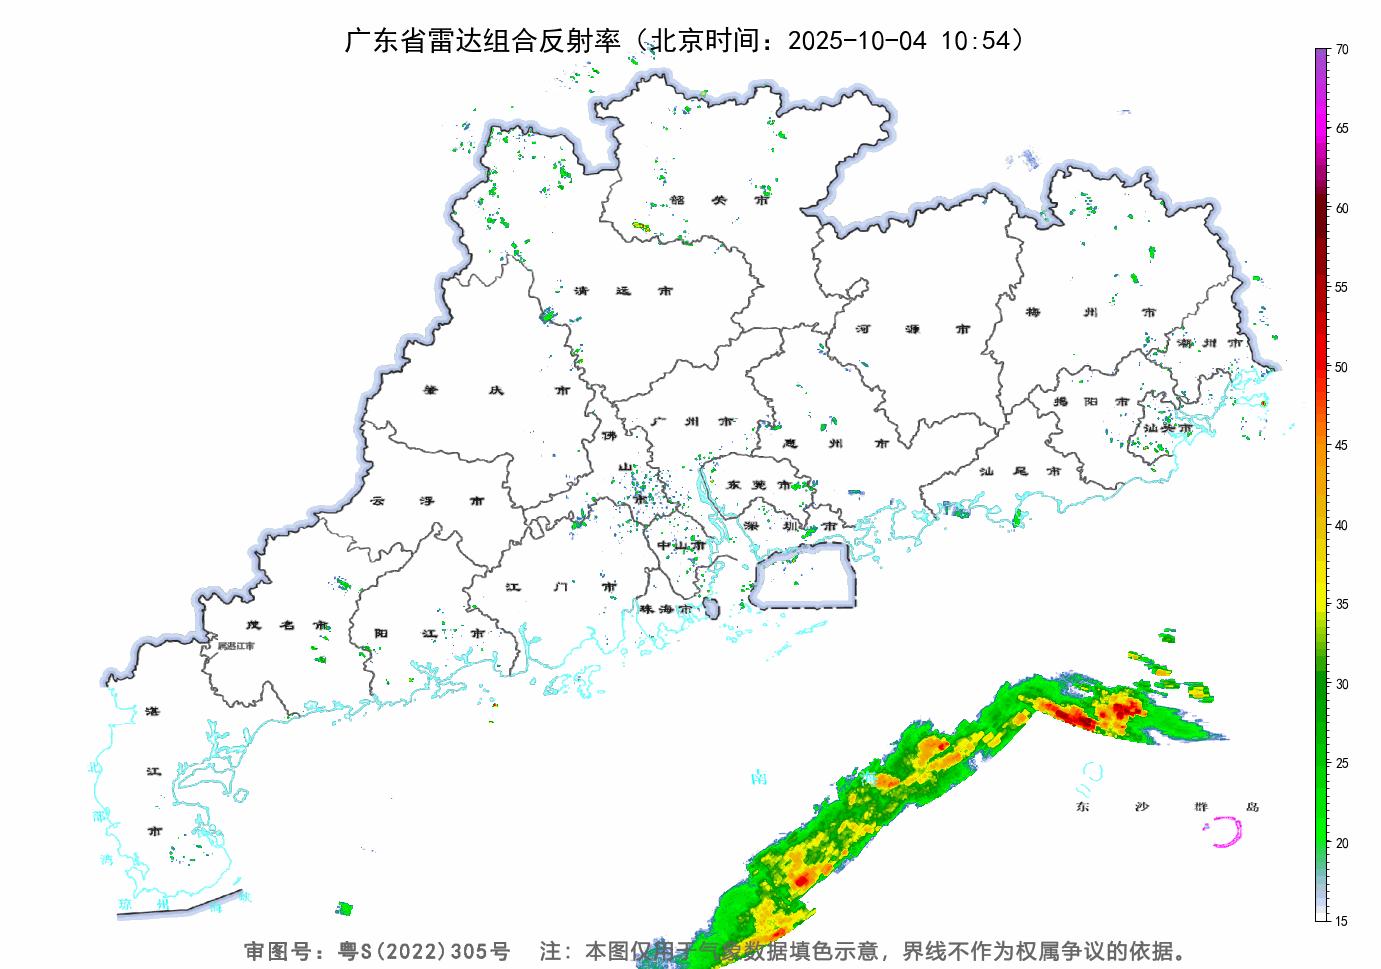 广东省雷达组合反射率（北京时间：2025-10-04 10:54）
70
65
60
55
50
45
40
35
30
25
20
15
韶关市
清远市
河源市
梅州市
潮州市
肇庆市
揭阳市
广州市
佛山市
惠州市
汕头市
汕尾市
云浮市
东莞市
深圳市
中山市
江门市
珠海市
茂名市
阳江市
属湛江市
湛江市
北部湾
南海
东沙群岛
琼州海峡
审图号：粤S(2022)305号 注：本图仅用于气象数据填色示意，界线不作为权属争议的依据。